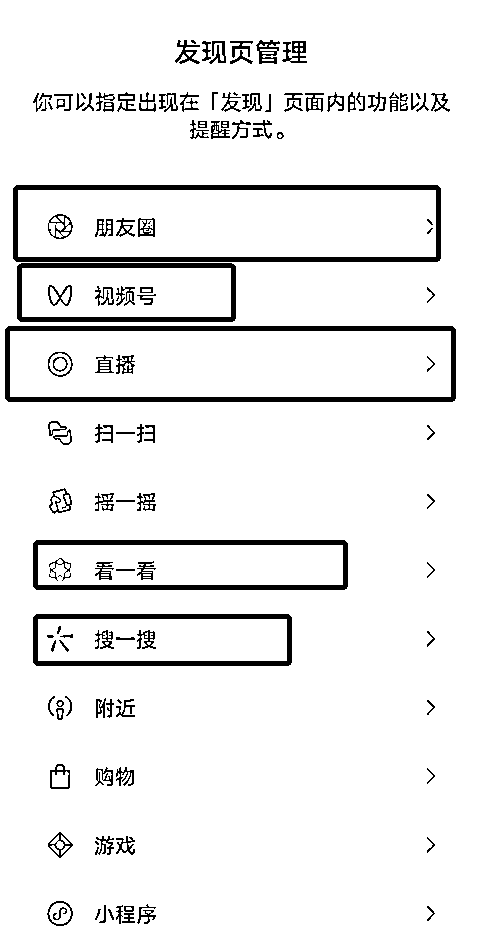 发现页管理
你可以指定出现在「发现」页面内的功能以及
提醒方式。
朋友圈
视频号
直播
扫一扫
摇一摇
看一看
搜一搜
附近
购物
游戏
小程序